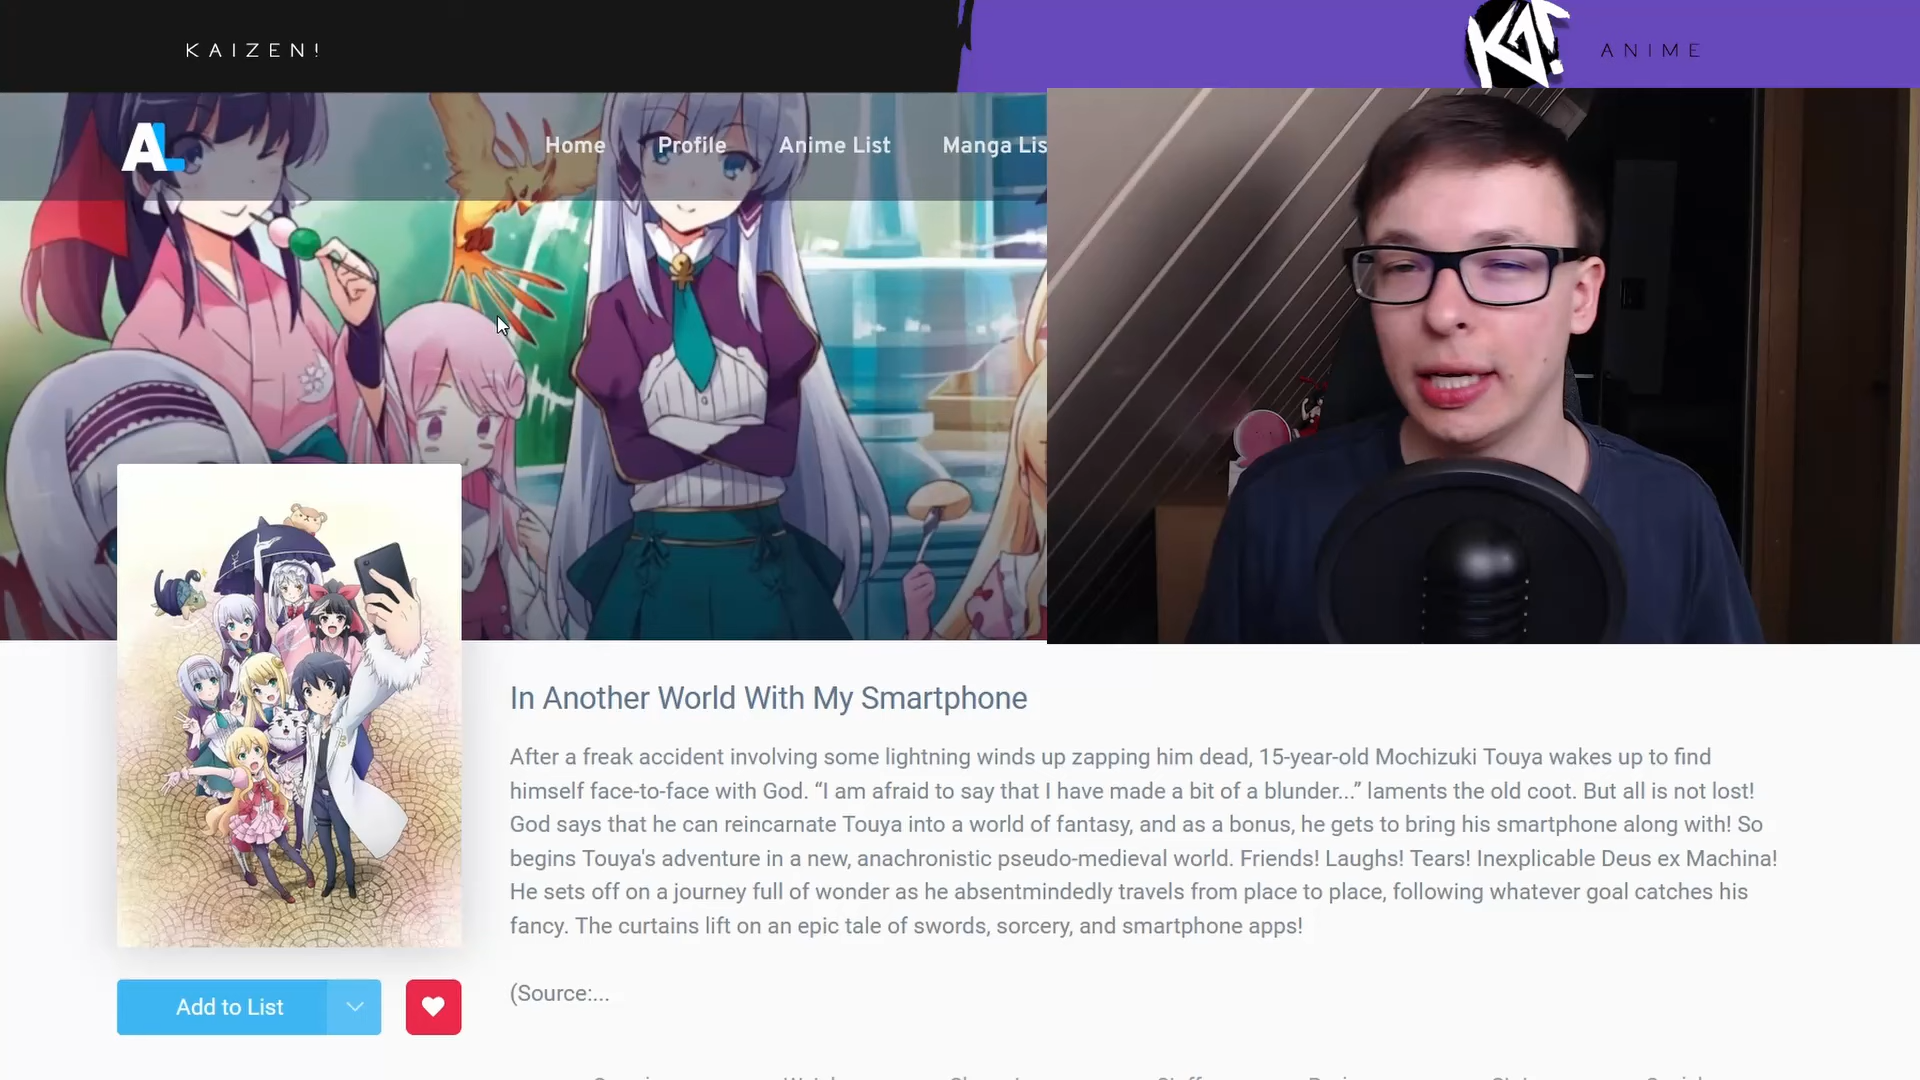 KAIZEN!
KA!
ANIME
AL
Home Profile Anime List Manga Lis
In Another World With My Smartphone
After a freak accident involving some lightning winds up zapping him dead, 15-year-old Mochizuki Touya wakes up to find
himself face-to-face with God. “I am afraid to say that I have made a bit of a blunder...” laments the old coot. But all is not lost!
God says that he can reincarnate Touya into a world of fantasy, and as a bonus, he gets to bring his smartphone along with! So
begins Touya's adventure in a new, anachronistic pseudo-medieval world. Friends! Laughs! Tears! Inexplicable Deus ex Machina!
He sets off on a journey full of wonder as he absentmindedly travels from place to place, following whatever goal catches his
fancy. The curtains lift on an epic tale of swords, sorcery, and smartphone apps!
(Source:...
Add to List